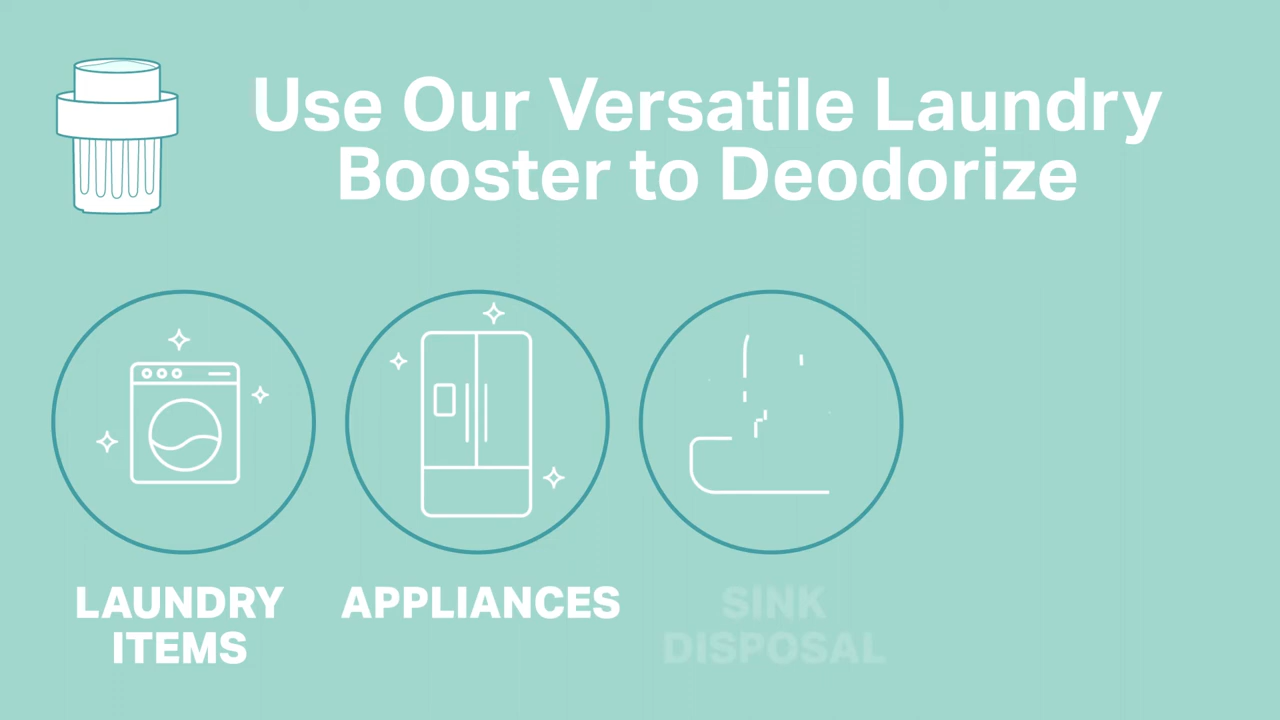 Use Our Versatile Laundry
Booster to Deodorize
LAUNDRY
ITEMS
APPLIANCES
SINK
DISPOSAL